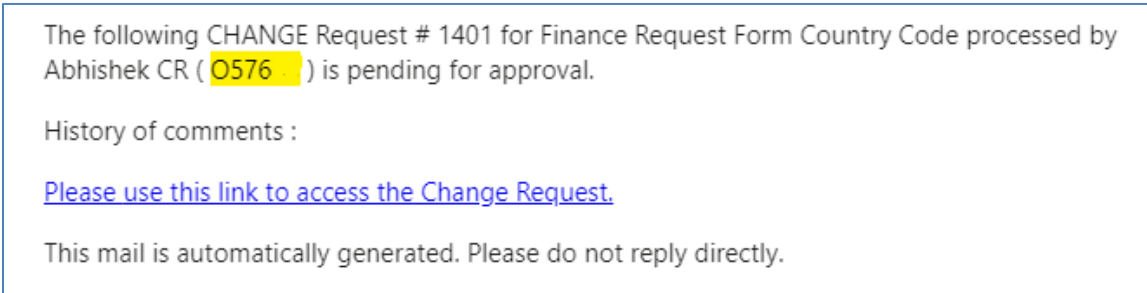 The following CHANGE Request # 1401 for Finance Request Form Country Code processed by
Abhishek CR ( O576 ) is pending for approval.
History of comments :
Please use this link to access the Change Request.
This mail is automatically generated. Please do not reply directly.